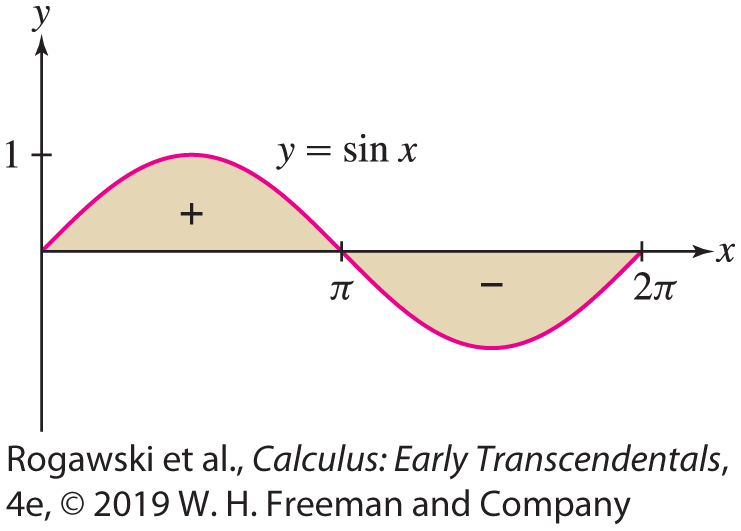 y
1
y = sin x
+
x
π
−
2π
Rogawski et al., Calculus: Early Transcendentals,
4e, © 2019 W. H. Freeman and Company